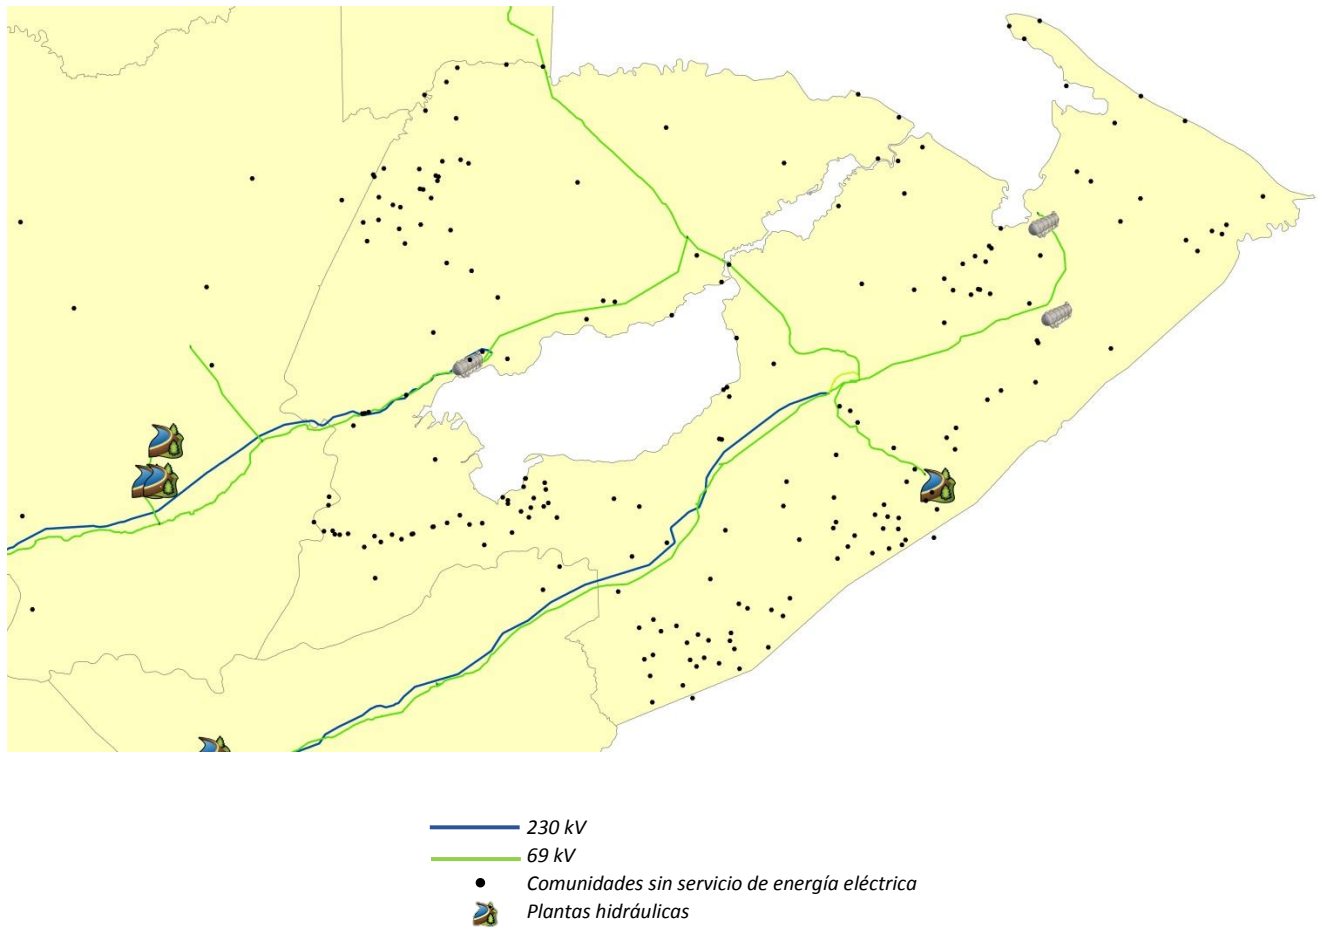 230 kV
69 kV
Comunidades sin servicio de energía eléctrica
Plantas hidráulicas